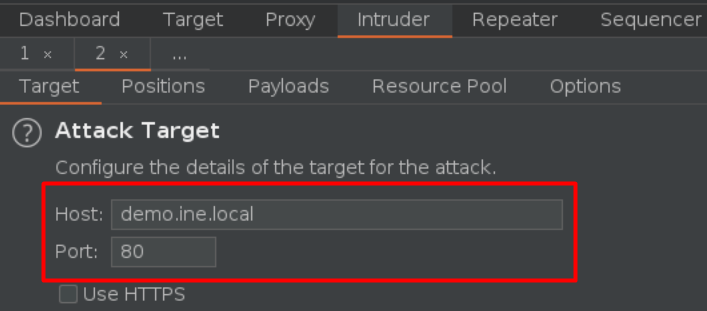 Dashboard Target Proxy Intruder Repeater Sequencer
1 × 2 × ...
Target Positions Payloads Resource Pool Options
? Attack Target
Configure the details of the target for the attack.
Host: demo.ine.local
Port: 80
Use HTTPS